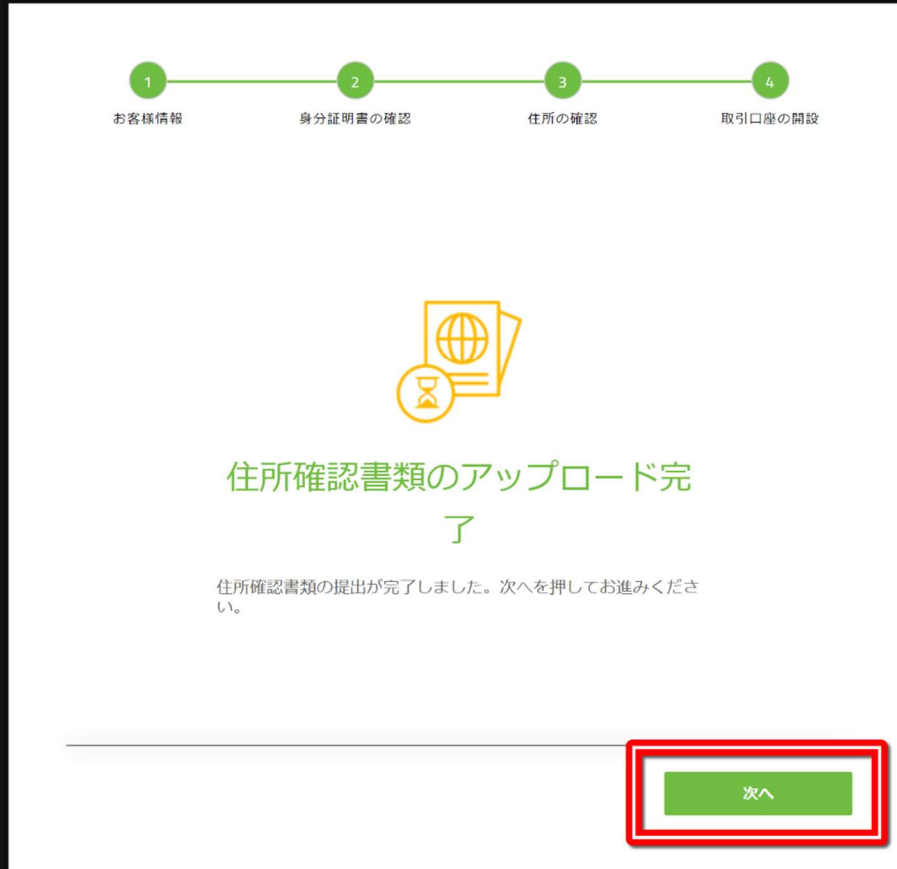 1 2 3 4
お客様情報 身分証明書の確認 住所の確認 取引口座の開設
住所確認書類のアップロード完
了
住所確認書類の提出が完了しました。次へを押してお進みくださ
い。
次へ